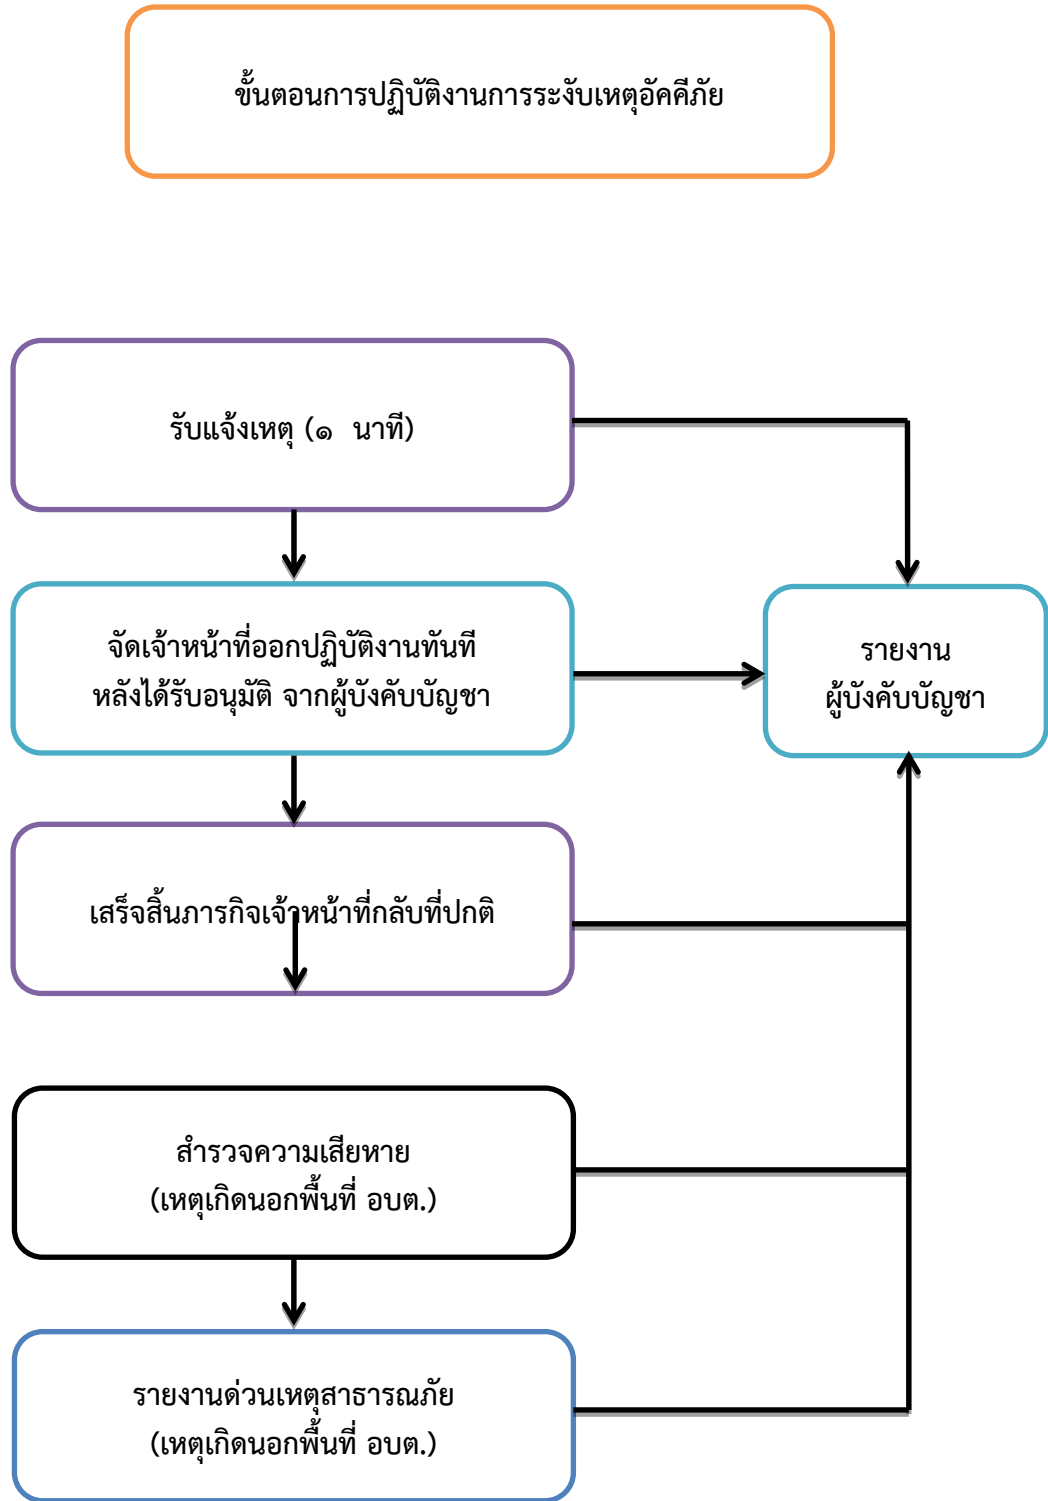 ขั้นตอนการปฏิบัติงานการระงับเหตุอัคคีภัย
รับแจ้งเหตุ (๑ นาที)
จัดเจ้าหน้าที่ออกปฏิบัติงานทันที
หลังได้รับอนุมัติ จากผู้บังคับบัญชา
รายงาน
ผู้บังคับบัญชา
เสร็จสิ้นภารกิจเจ้าหน้าที่กลับที่ปกติ
สำรวจความเสียหาย
(เหตุเกิดนอกพื้นที่ อบต.)
รายงานด่วนเหตุสาธารณภัย
(เหตุเกิดนอกพื้นที่ อบต.)